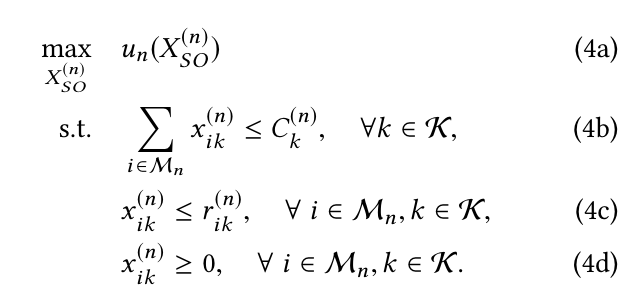 max_{X_{SO}^{(n)}} u_n(X_{SO}^{(n)}) (4a)
s.t. ∑_{i∈ℳ_n} x_{ik}^{(n)} ≤ C_k^{(n)}, ∀k ∈ 𝒦, (4b)
x_{ik}^{(n)} ≤ r_{ik}^{(n)}, ∀ i ∈ ℳ_n, k ∈ 𝒦, (4c)
x_{ik}^{(n)} ≥ 0, ∀ i ∈ ℳ_n, k ∈ 𝒦. (4d)